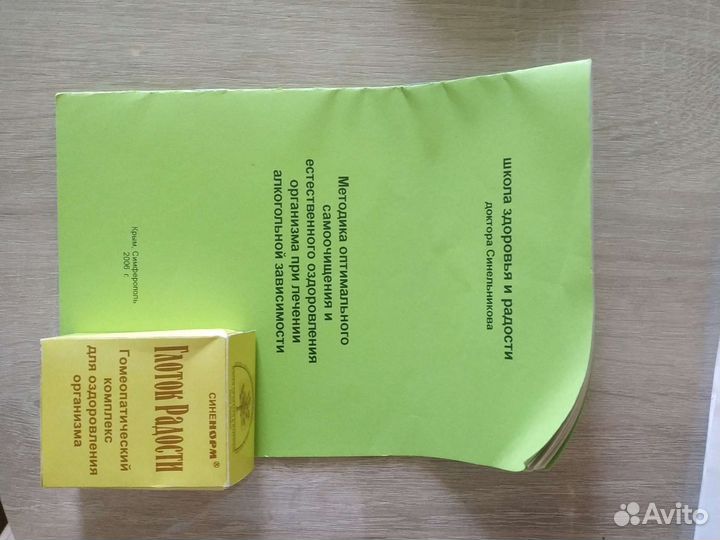 школа здоровья и радости
доктора Синельникова
Методика оптимального
самоочищения и
естественного оздоровления
организма при лечении
алкогольной зависимости
Крым, Симферополь
2006 г.
СИНЕНОРМ®
Глоток Радости
Гомеопатический
комплекс
для оздоровления
организма
Avito